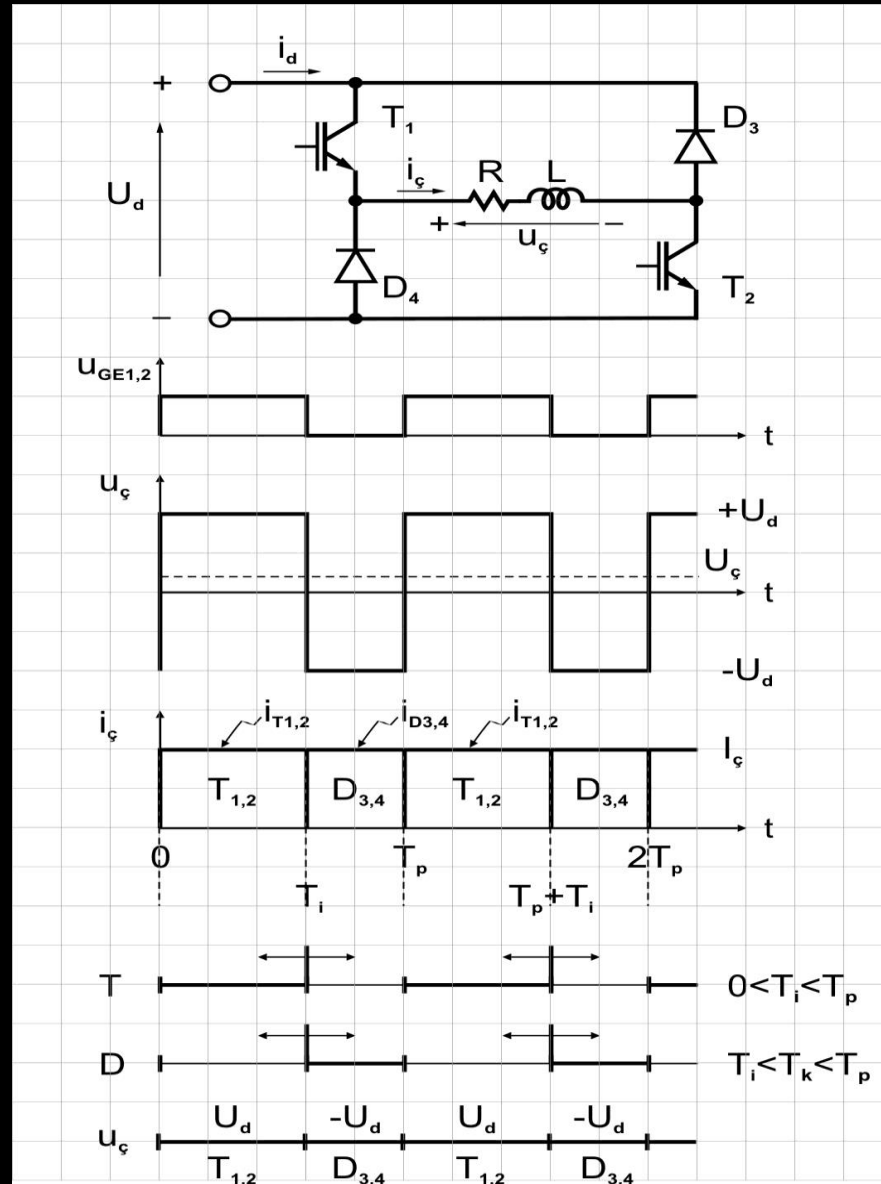 i_d
+
T_1
D_3
U_d
i_ç R L
+ −
u_ç
D_4
T_2
−
u_GE1,2
t
u_ç
+U_d
U_ç
t
-U_d
i_ç i_T1,2 i_D3,4 i_T1,2 I_ç
T_1,2 D_3,4 T_1,2 D_3,4
t
0 T_p 2T_p
T_i T_p+T_i
T 0<T_i<T_p
D T_i<T_k<T_p
U_d -U_d U_d -U_d
u_ç
T_1,2 D_3,4 T_1,2 D_3,4